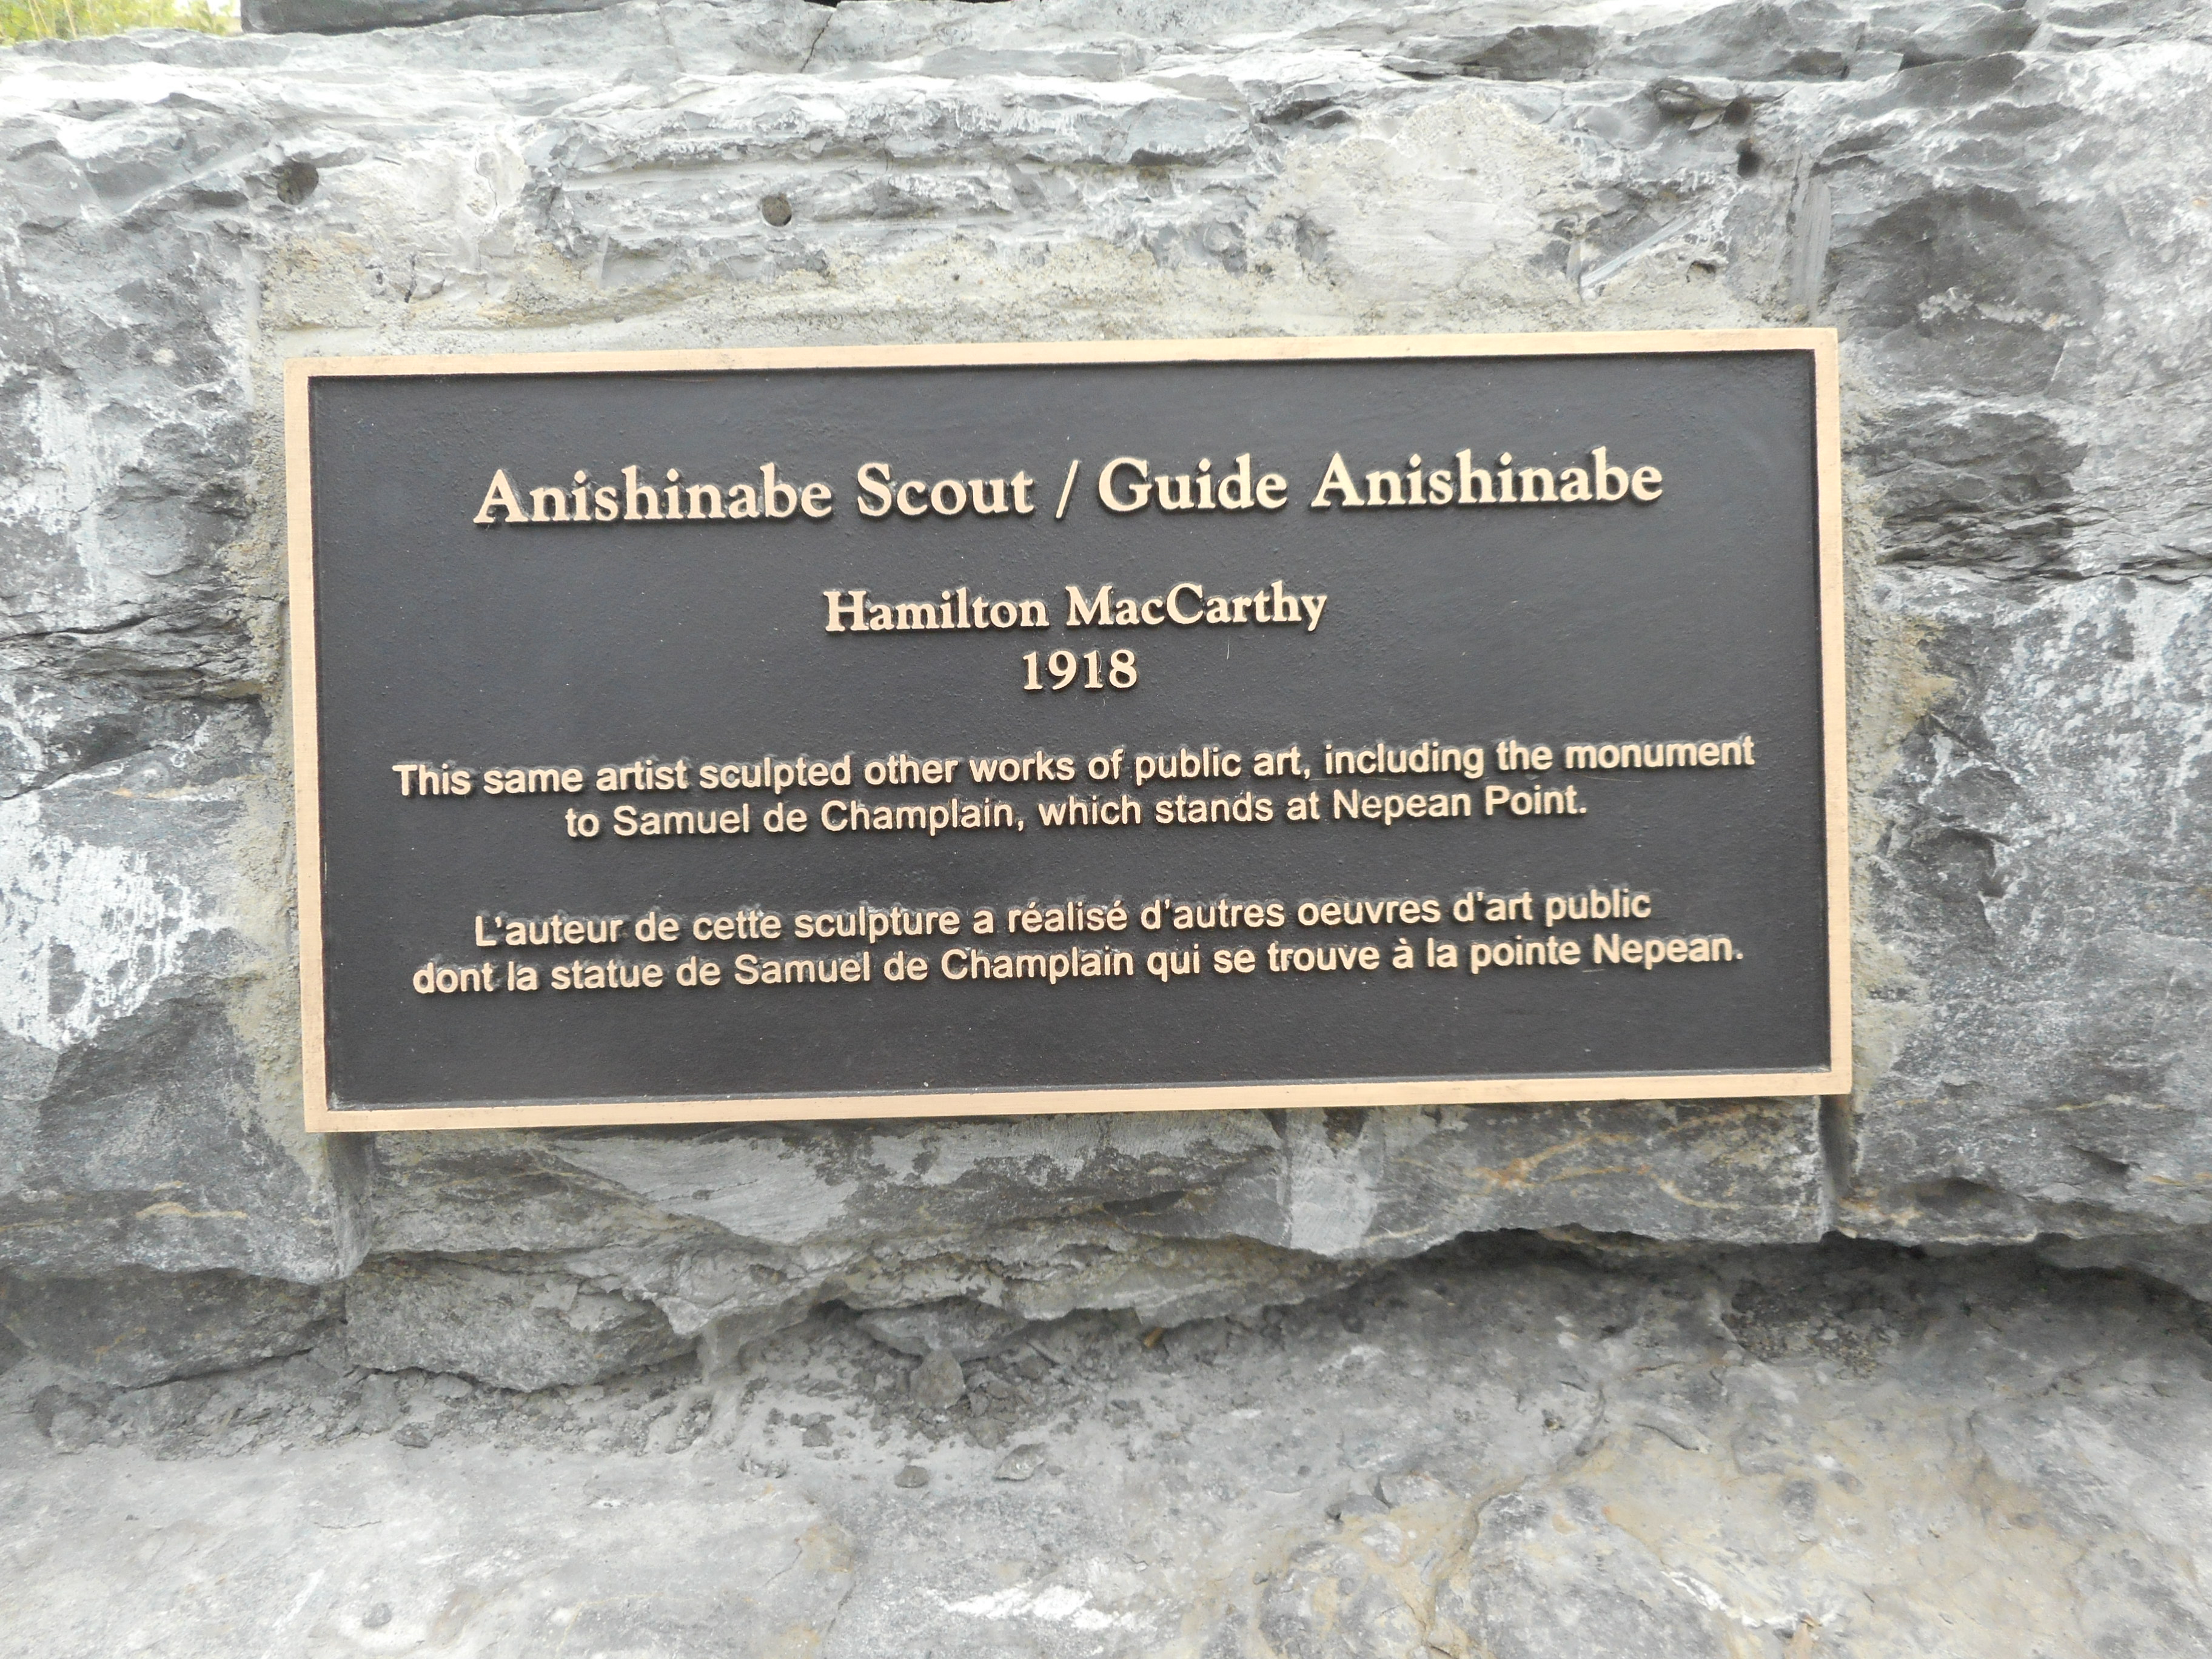 Anishinabe Scout / Guide Anishinabe
Hamilton MacCarthy
1918
This same artist sculpted other works of public art, including the monument
to Samuel de Champlain, which stands at Nepean Point.
L'auteur de cette sculpture a réalisé d'autres oeuvres d'art public
dont la statue de Samuel de Champlain qui se trouve à la pointe Nepean.